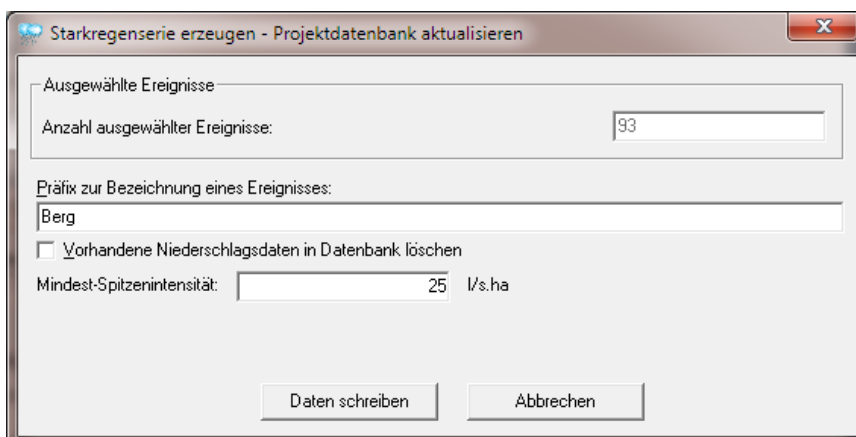 Starkregenserie erzeugen - Projektdatenbank aktualisieren
Ausgewählte Ereignisse
Anzahl ausgewählter Ereignisse: 93
Präfix zur Bezeichnung eines Ereignisses:
Berg
Vorhandene Niederschlagsdaten in Datenbank löschen
Mindest-Spitzenintensität: 25 l/s.ha
Daten schreiben Abbrechen